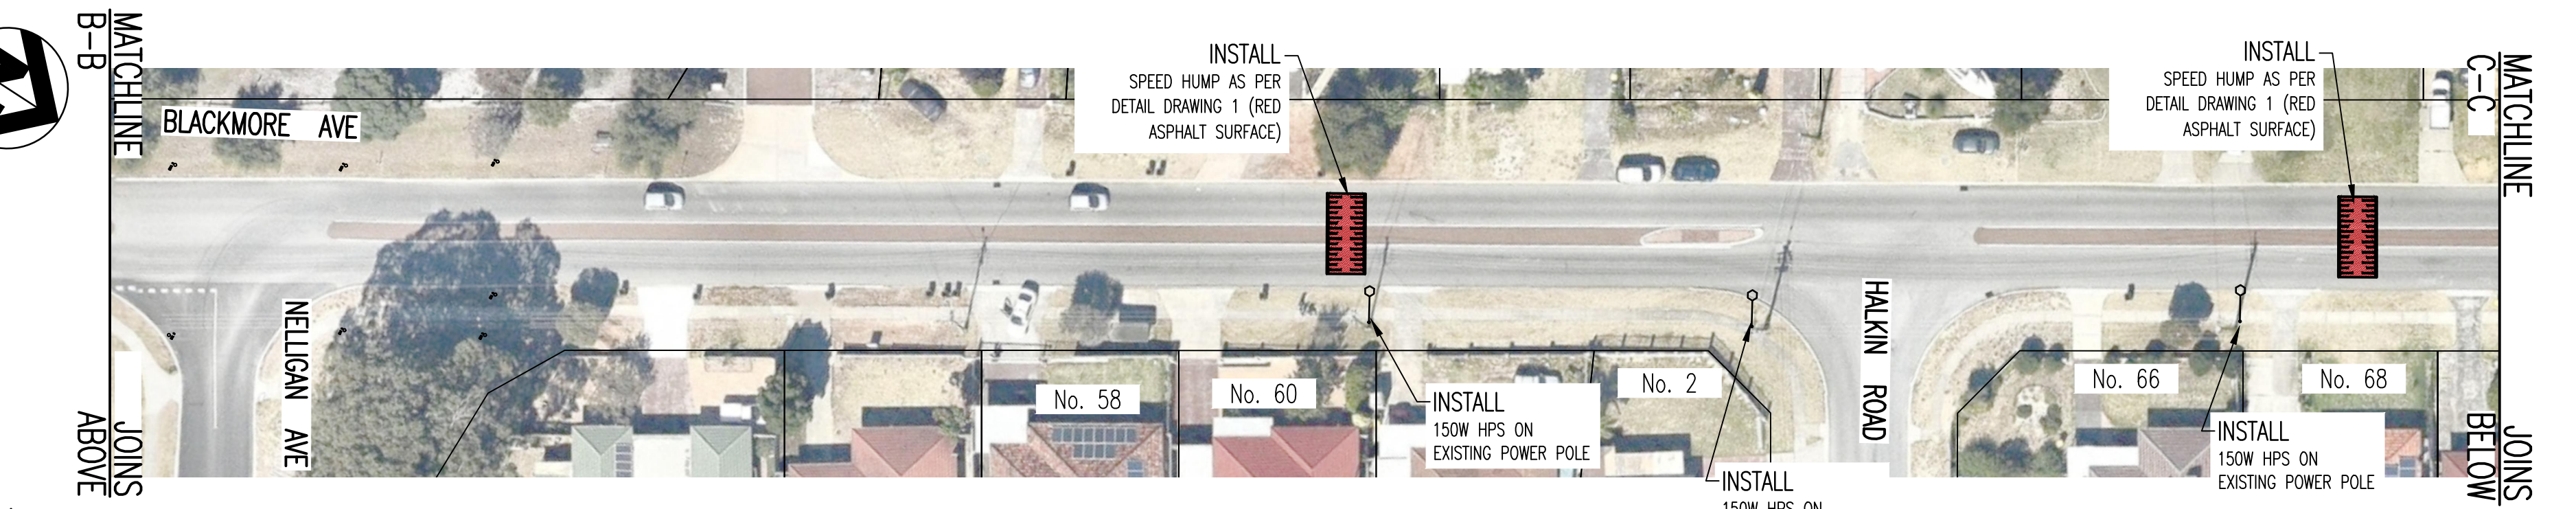 MATCHLINE
B-B
JOINS
ABOVE
BLACKMORE AVE
NELLIGAN AVE
INSTALL
SPEED HUMP AS PER
DETAIL DRAWING 1 (RED
ASPHALT SURFACE)
No. 58
No. 60
INSTALL
150W HPS ON
EXISTING POWER POLE
No. 2
INSTALL
150W HPS ON
HALKIN ROAD
INSTALL
SPEED HUMP AS PER
DETAIL DRAWING 1 (RED
ASPHALT SURFACE)
No. 66
No. 68
INSTALL
150W HPS ON
EXISTING POWER POLE
MATCHLINE
C-C
JOINS
BELOW